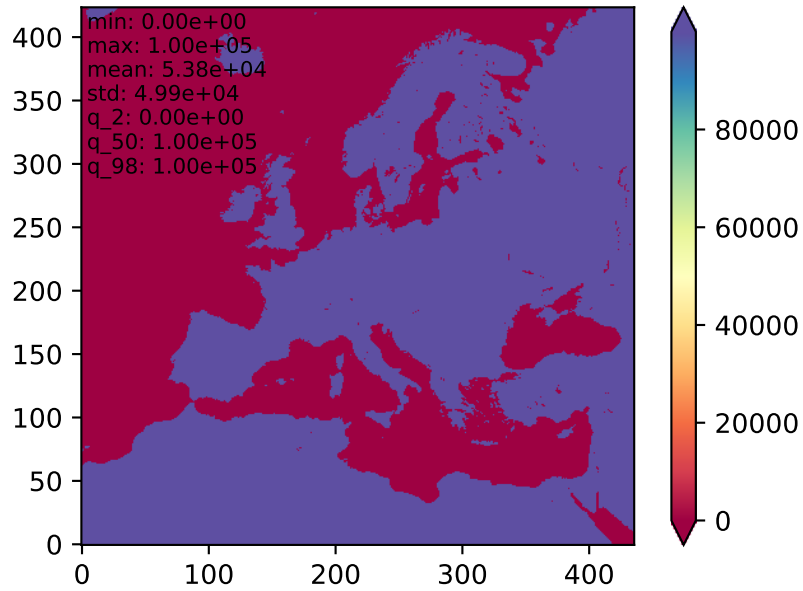 min: 0.00e+00
max: 1.00e+05
mean: 5.38e+04
std: 4.99e+04
q_2: 0.00e+00
q_50: 1.00e+05
q_98: 1.00e+05
400
350
300
250
200
150
100
50
0
0 100 200 300 400
80000
60000
40000
20000
0